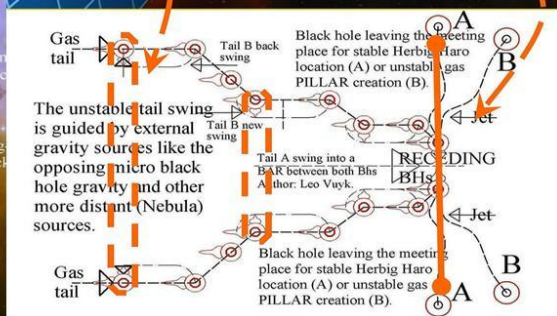 Gas
tail
Tail B back
swing
Black hole leaving the meeting
place for stable Herbig Haro
location (A) or unstable gas
PILLAR creation (B).
A
B
The unstable tail swing
is guided by external
gravity sources like the
opposing micro black
hole gravity and other
more distant (Nebula)
sources.
Tail B new
swing
Jet
Tail A swing into a
BAR between both Bhs
Author: Leo Vuyk.
RECEDING
BHs
Jet
Black hole leaving the meeting
place for stable Herbig Haro
location (A) or unstable gas
PILLAR creation (B).
Gas
tail
B
A